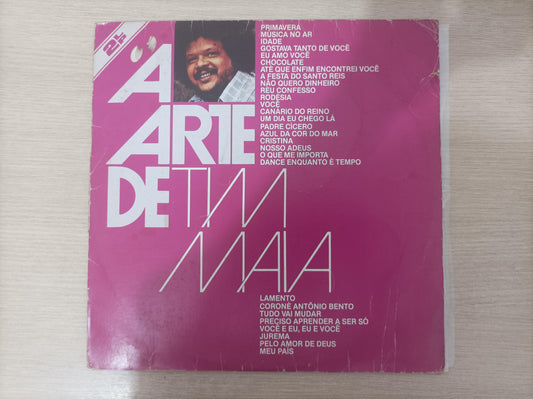 2 LPs
A ARTE DE TIM MAIA
PRIMAVERA
MÚSICA NO AR
IDADE
GOSTAVA TANTO DE VOCÊ
EU AMO VOCÊ
CHOCOLATE
ATÉ QUE ENFIM ENCONTREI VOCÊ
A FESTA DO SANTO REIS
NÃO QUERO DINHEIRO
RÉU CONFESSO
RODÉSIA
VOCÊ
CANÁRIO DO REINO
UM DIA EU CHEGO LÁ
PADRE CÍCERO
AZUL DA COR DO MAR
CRISTINA
NOSSO ADEUS
O QUE ME IMPORTA
DANCE ENQUANTO É TEMPO
LAMENTO
CORONÉ ANTÔNIO BENTO
TUDO VAI MUDAR
PRECISO APRENDER A SER SÓ
VOCÊ E EU, EU E VOCÊ
JUREMA
PELO AMOR DE DEUS
MEU PAÍS